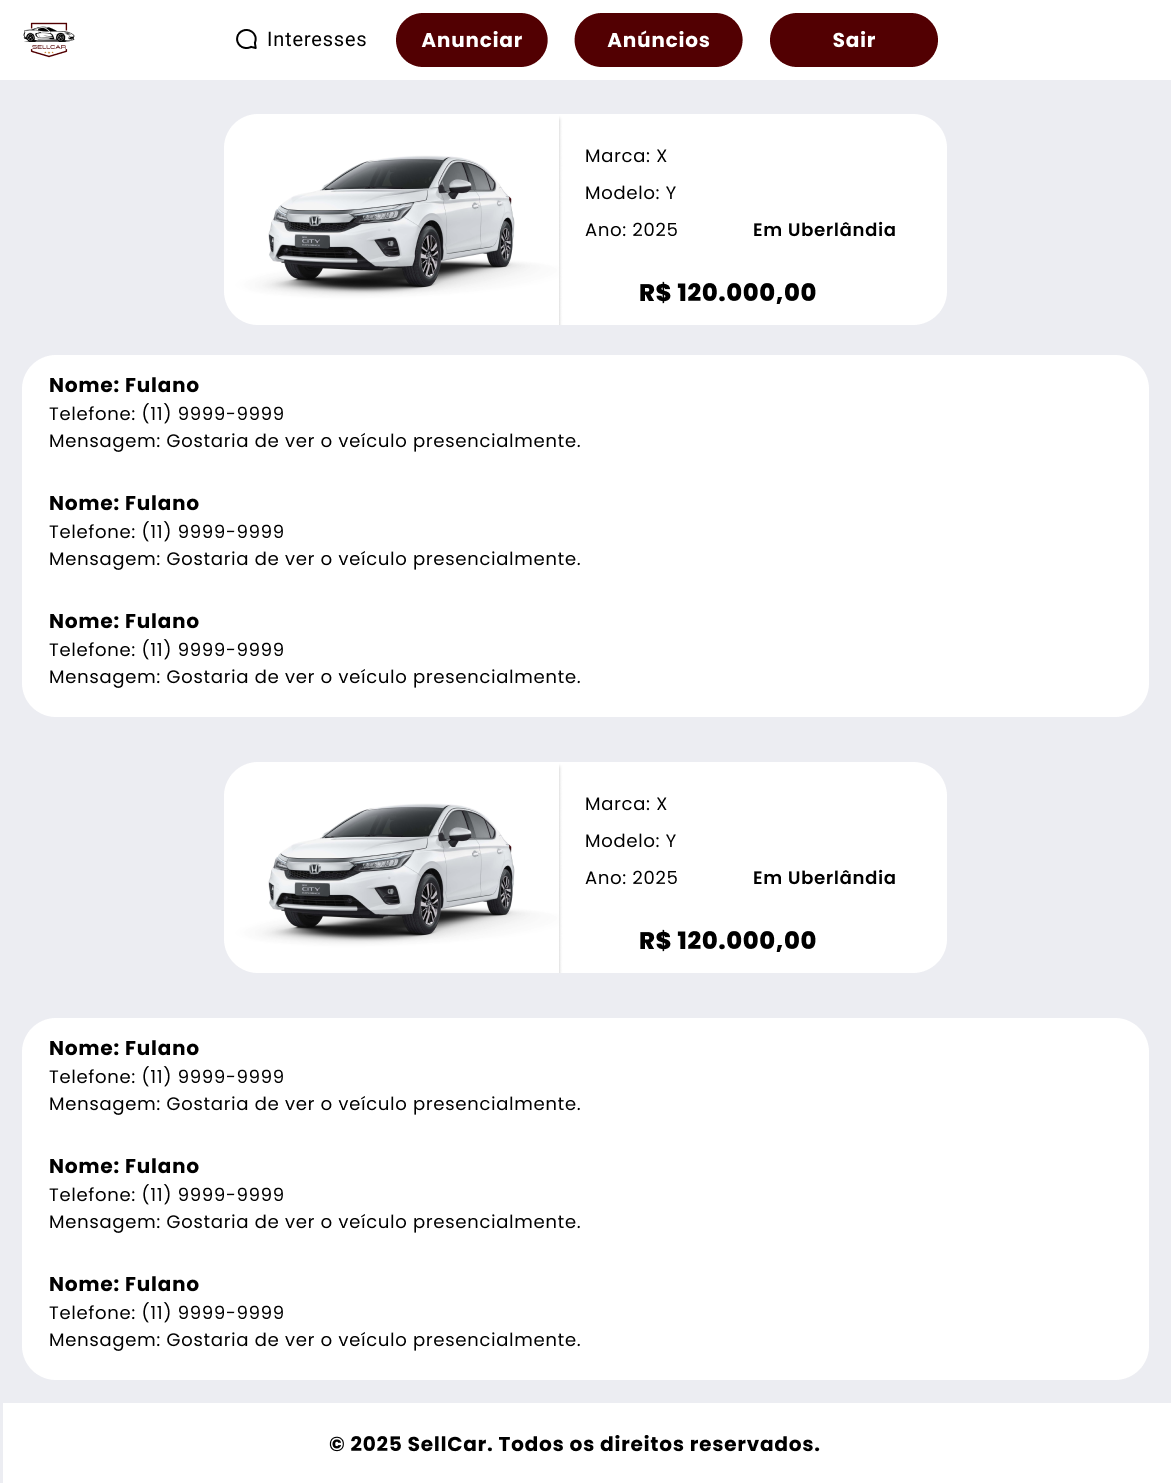 SELLCAR
Interesses
Anunciar
Anúncios
Sair
CITY
Marca: X
Modelo: Y
Ano: 2025
Em Uberlândia
R$ 120.000,00
Nome: Fulano
Telefone: (11) 9999-9999
Mensagem: Gostaria de ver o veículo presencialmente.
Nome: Fulano
Telefone: (11) 9999-9999
Mensagem: Gostaria de ver o veículo presencialmente.
Nome: Fulano
Telefone: (11) 9999-9999
Mensagem: Gostaria de ver o veículo presencialmente.
CITY
Marca: X
Modelo: Y
Ano: 2025
Em Uberlândia
R$ 120.000,00
Nome: Fulano
Telefone: (11) 9999-9999
Mensagem: Gostaria de ver o veículo presencialmente.
Nome: Fulano
Telefone: (11) 9999-9999
Mensagem: Gostaria de ver o veículo presencialmente.
Nome: Fulano
Telefone: (11) 9999-9999
Mensagem: Gostaria de ver o veículo presencialmente.
© 2025 SellCar. Todos os direitos reservados.